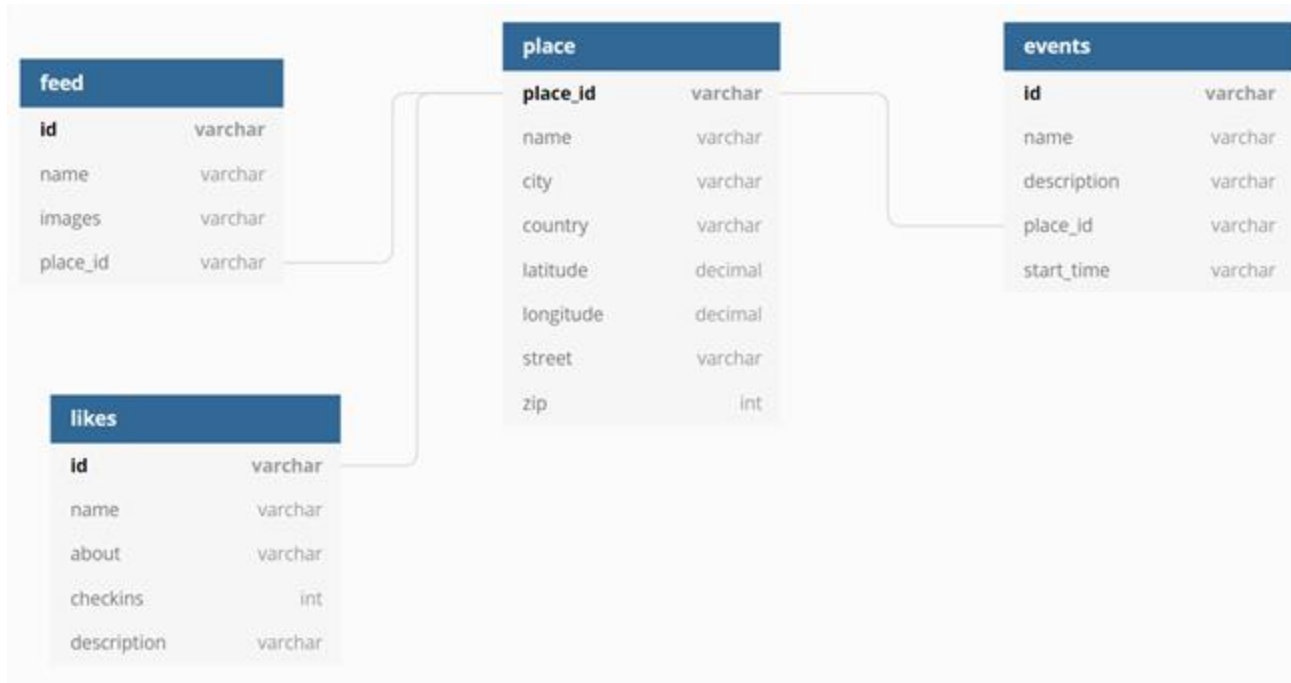 feed
id varchar
name varchar
images varchar
place_id varchar
likes
id varchar
name varchar
about varchar
checkins int
description varchar
place
place_id varchar
name varchar
city varchar
country varchar
latitude decimal
longitude decimal
street varchar
zip int
events
id varchar
name varchar
description varchar
place_id varchar
start_time varchar